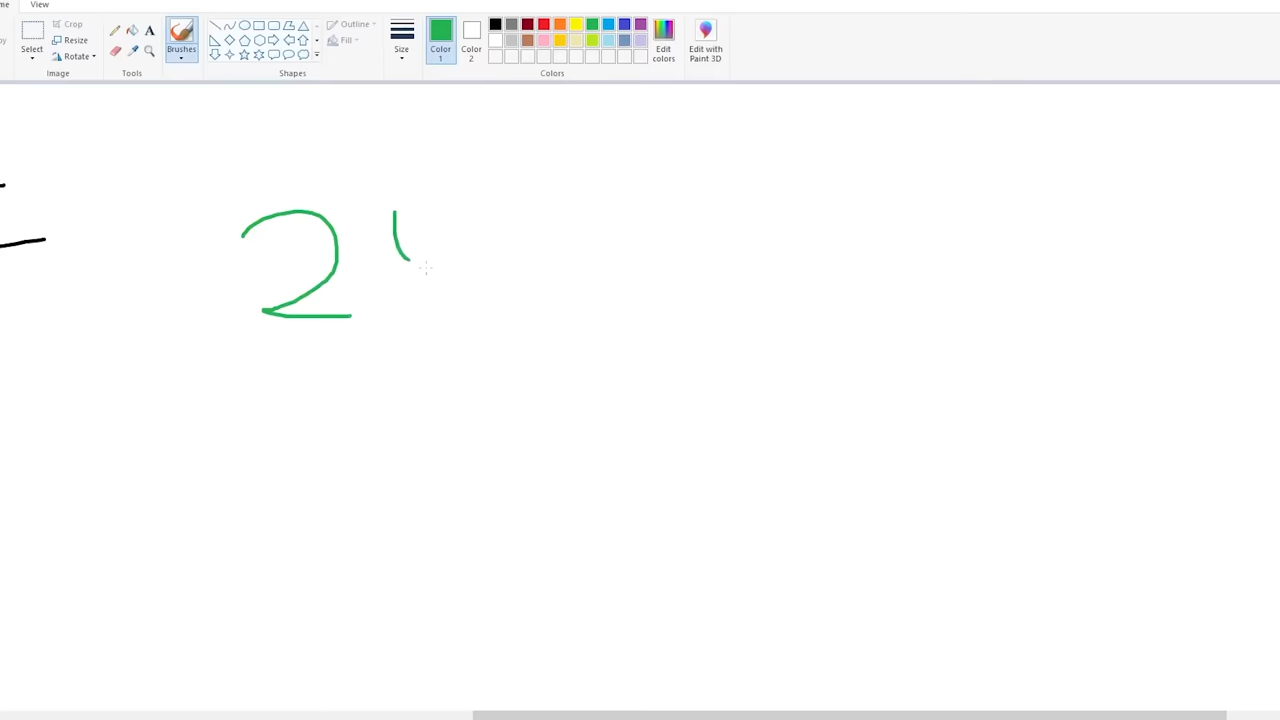 me View
Crop
Select Resize Rotate
Brushes
Outline Fill
Size
Color 1
Color 2
Edit colors
Edit with Paint 3D
Image Tools Shapes Colors
2